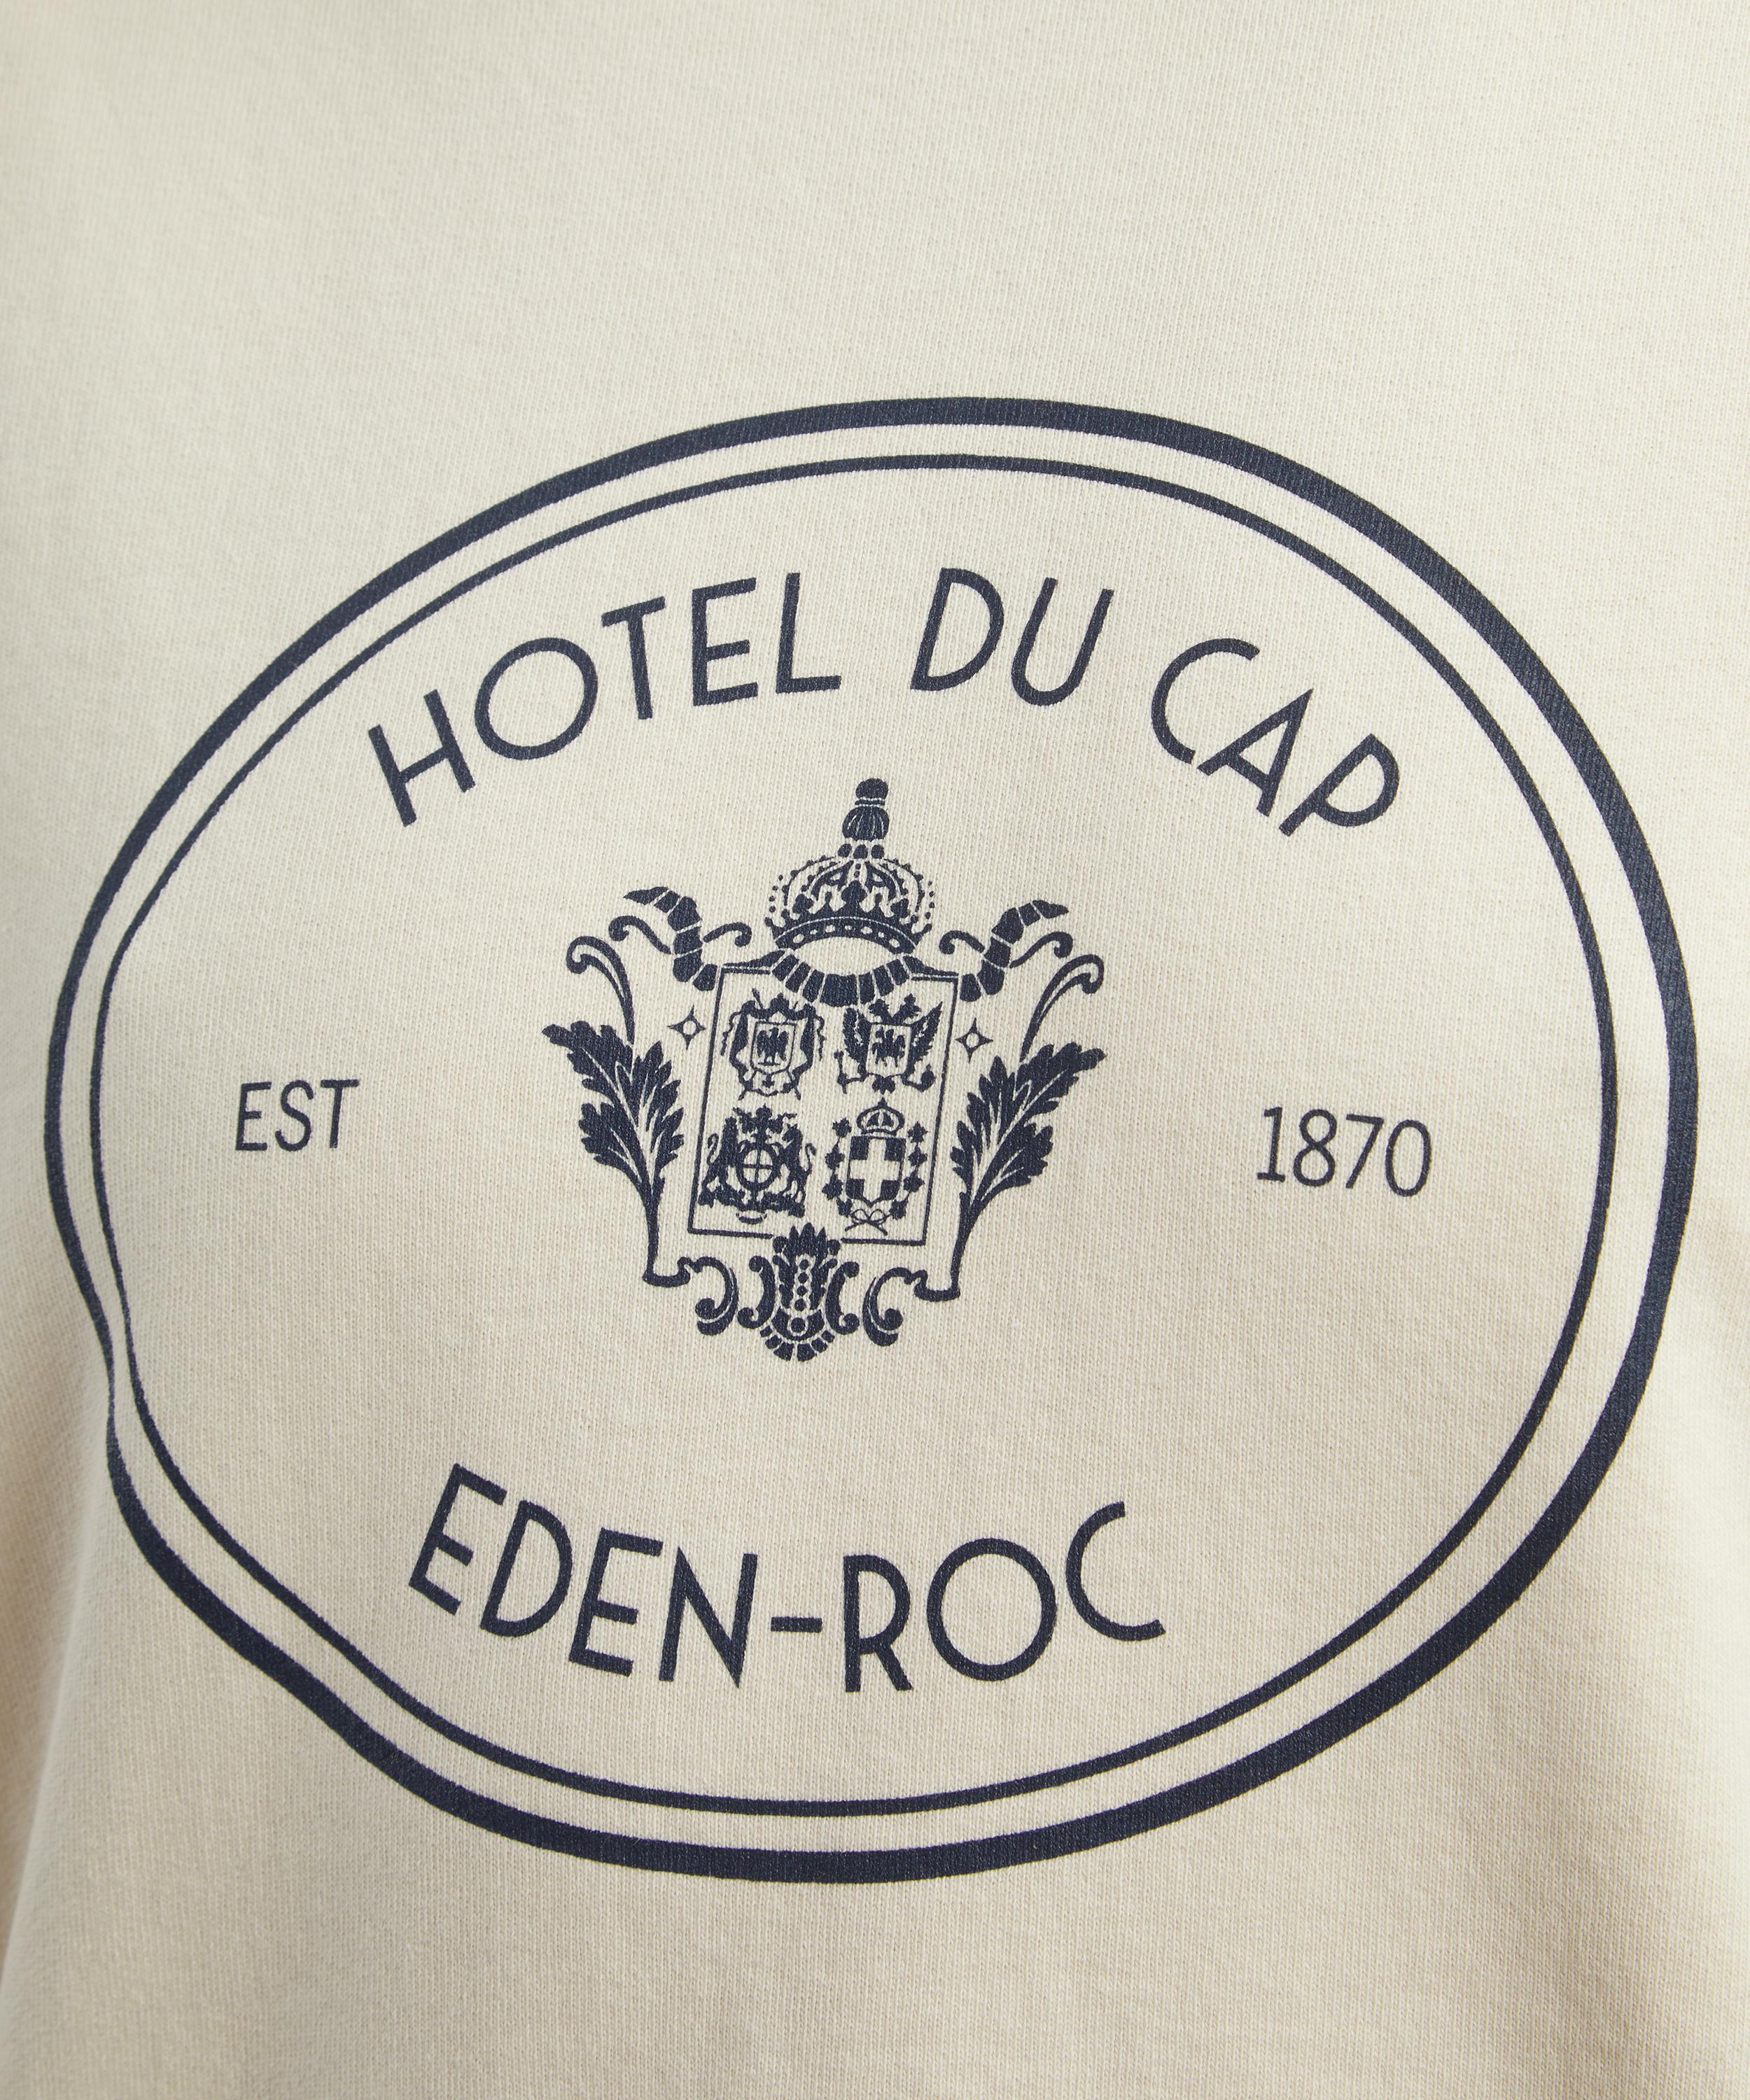 HOTEL DU CAP
EST 1870
EDEN-ROC